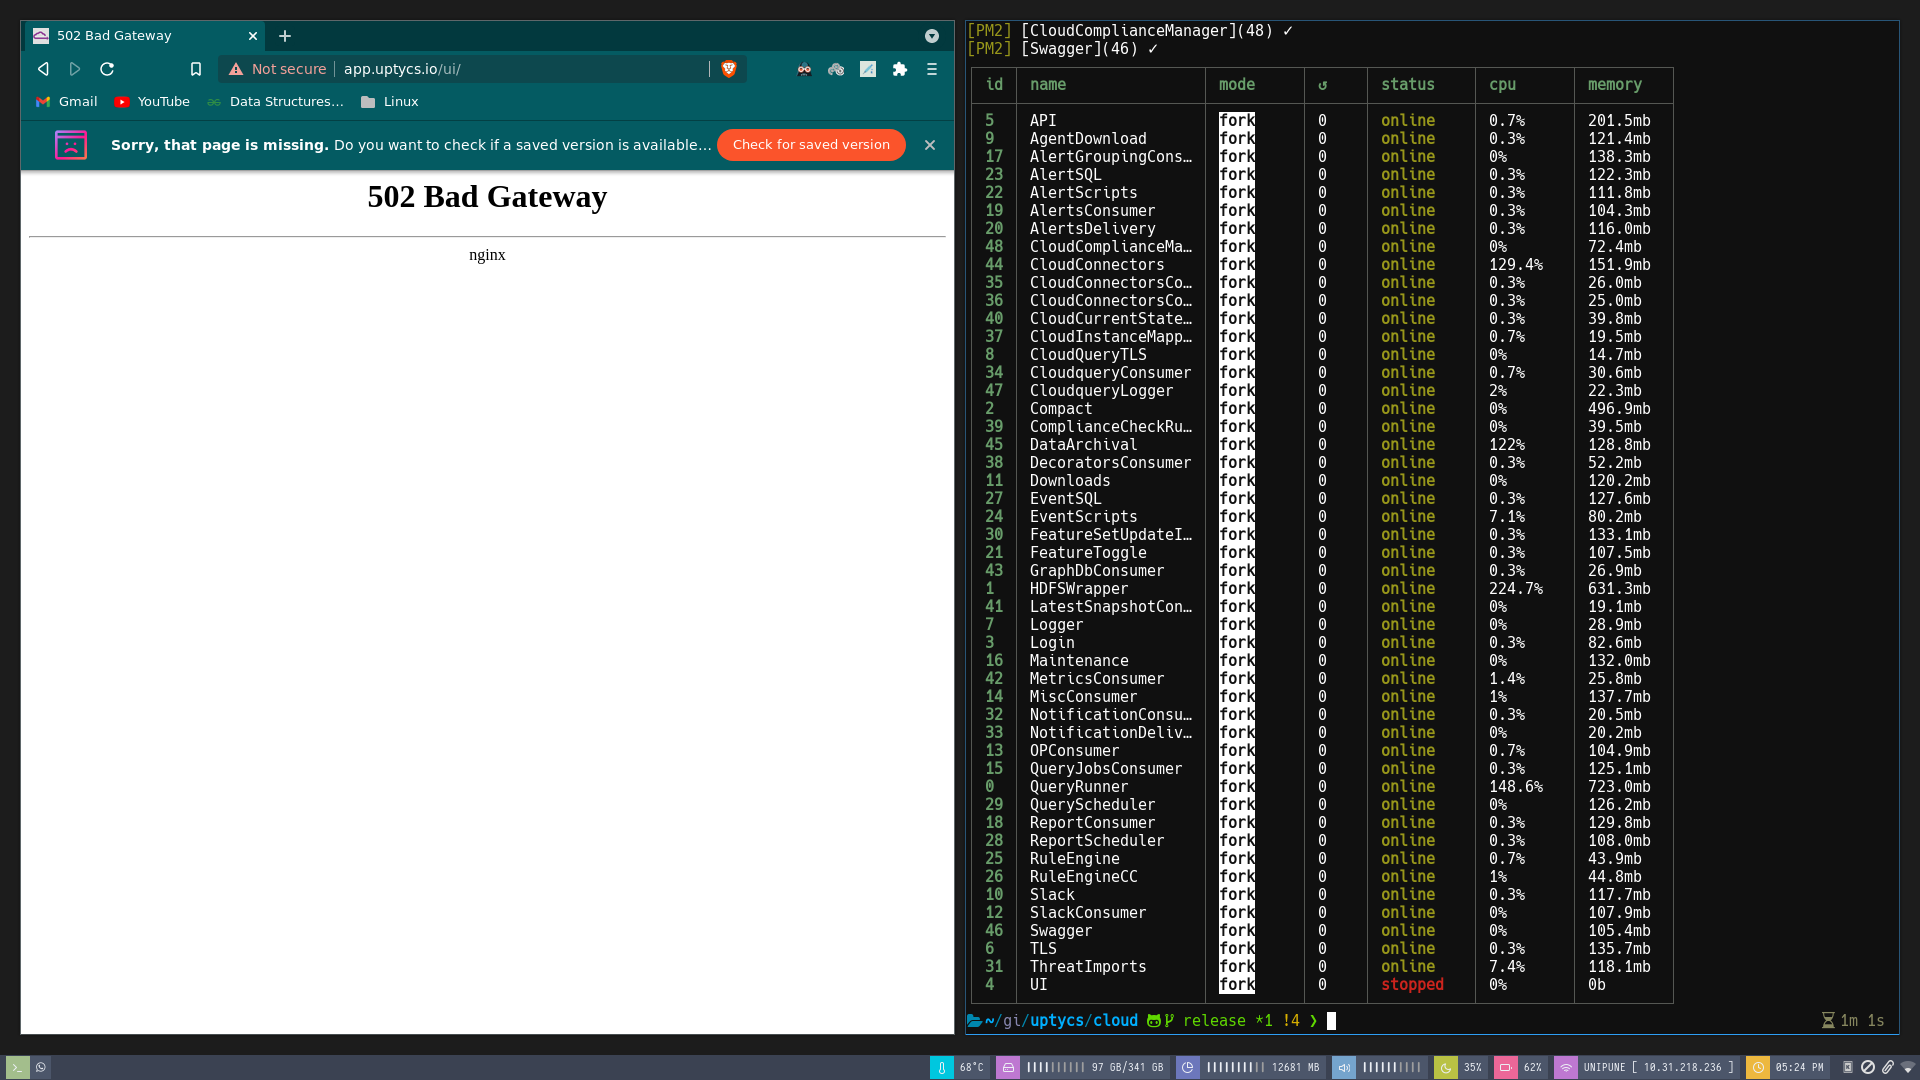 502 Bad Gateway
Not secure
app.uptycs.io/ui/
Gmail
YouTube
Data Structures…
Linux
Sorry, that page is missing. Do you want to check if a saved version is available…
Check for saved version
502 Bad Gateway
nginx
[PM2] [CloudComplianceManager](48) ✓
[PM2] [Swagger](46) ✓
id name mode ↺ status cpu memory
5 API fork 0 online 0.7% 201.5mb
9 AgentDownload fork 0 online 0.3% 121.4mb
17 AlertGroupingCons… fork 0 online 0% 138.3mb
23 AlertSQL fork 0 online 0.3% 122.3mb
22 AlertScripts fork 0 online 0.3% 111.8mb
19 AlertsConsumer fork 0 online 0.3% 104.3mb
20 AlertsDelivery fork 0 online 0.3% 116.0mb
48 CloudComplianceMa… fork 0 online 0% 72.4mb
44 CloudConnectors fork 0 online 129.4% 151.9mb
35 CloudConnectorsCo… fork 0 online 0.3% 26.0mb
36 CloudConnectorsCo… fork 0 online 0.3% 25.0mb
40 CloudCurrentState… fork 0 online 0.3% 39.8mb
37 CloudInstanceMapp… fork 0 online 0.7% 19.5mb
8 CloudQueryTLS fork 0 online 0% 14.7mb
34 CloudqueryConsumer fork 0 online 0.7% 30.6mb
47 CloudqueryLogger fork 0 online 2% 22.3mb
2 Compact fork 0 online 0% 496.9mb
39 ComplianceCheckRu… fork 0 online 0% 39.5mb
45 DataArchival fork 0 online 122% 128.8mb
38 DecoratorsConsumer fork 0 online 0.3% 52.2mb
11 Downloads fork 0 online 0% 120.2mb
27 EventSQL fork 0 online 0.3% 127.6mb
24 EventScripts fork 0 online 7.1% 80.2mb
30 FeatureSetUpdateI… fork 0 online 0.3% 133.1mb
21 FeatureToggle fork 0 online 0.3% 107.5mb
43 GraphDbConsumer fork 0 online 0.3% 26.9mb
1 HDFSWrapper fork 0 online 224.7% 631.3mb
41 LatestSnapshotCon… fork 0 online 0% 19.1mb
7 Logger fork 0 online 0% 28.9mb
3 Login fork 0 online 0.3% 82.6mb
16 Maintenance fork 0 online 0% 132.0mb
42 MetricsConsumer fork 0 online 1.4% 25.8mb
14 MiscConsumer fork 0 online 1% 137.7mb
32 NotificationConsu… fork 0 online 0.3% 20.5mb
33 NotificationDeliv… fork 0 online 0% 20.2mb
13 OPConsumer fork 0 online 0.7% 104.9mb
15 QueryJobsConsumer fork 0 online 0.3% 125.1mb
0 QueryRunner fork 0 online 148.6% 723.0mb
29 QueryScheduler fork 0 online 0% 126.2mb
18 ReportConsumer fork 0 online 0.3% 129.8mb
28 ReportScheduler fork 0 online 0.3% 108.0mb
25 RuleEngine fork 0 online 0.7% 43.9mb
26 RuleEngineCC fork 0 online 1% 44.8mb
10 Slack fork 0 online 0.3% 117.7mb
12 SlackConsumer fork 0 online 0% 107.9mb
46 Swagger fork 0 online 0% 105.4mb
6 TLS fork 0 online 0.3% 135.7mb
31 ThreatImports fork 0 online 7.4% 118.1mb
4 UI fork 0 stopped 0% 0b
~/gi/uptycs/cloud release *1 !4 ❯ 1m 1s
68°C 97 GB/341 GB 12681 MB 35% 62% UNIPUNE [ 10.31.218.236 ] 05:24 PM